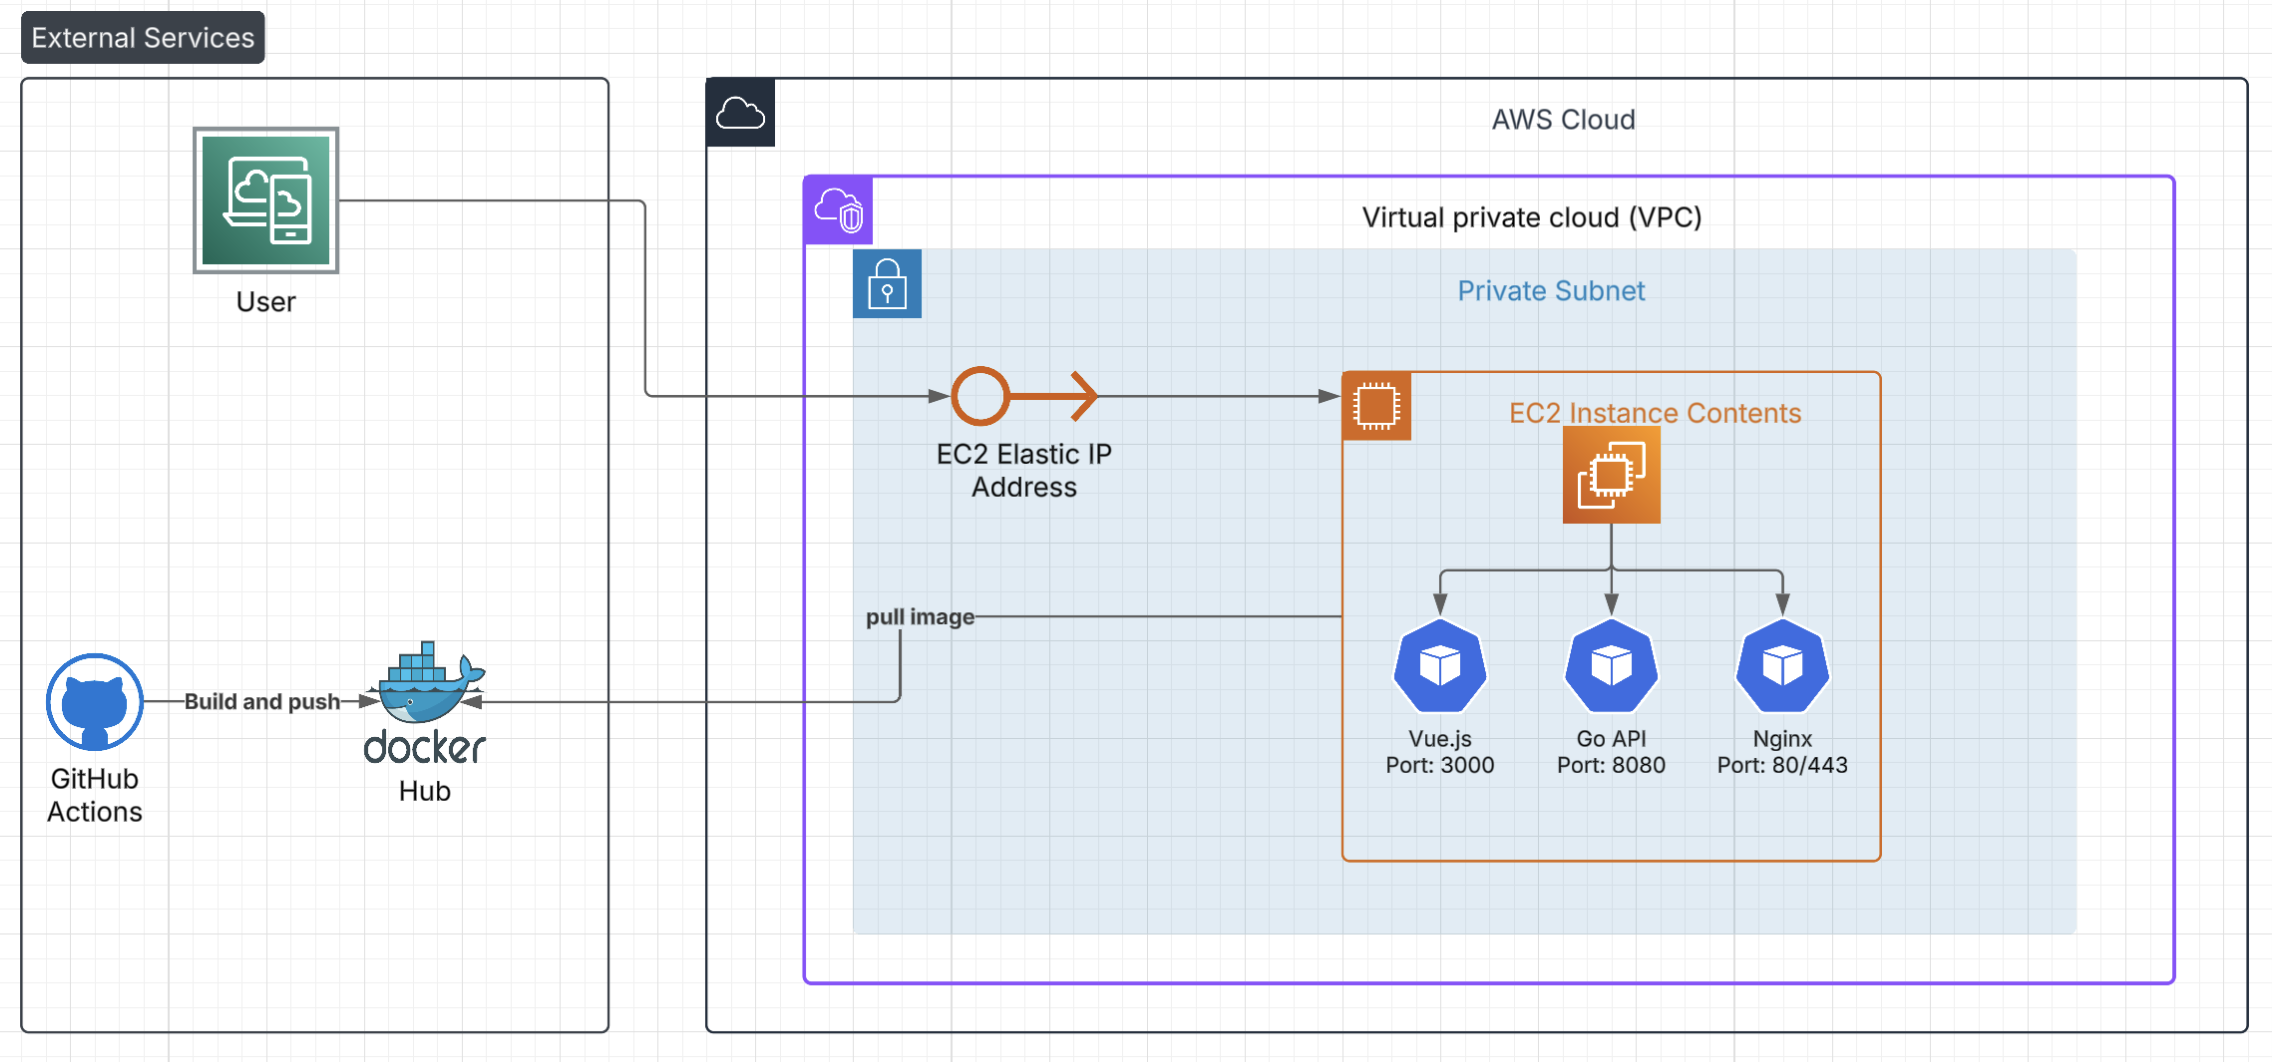 External Services
AWS Cloud
Virtual private cloud (VPC)
Private Subnet
User
EC2 Elastic IP
Address
EC2 Instance Contents
pull image
Build and push
docker
Hub
GitHub
Actions
Vue.js
Port: 3000
Go API
Port: 8080
Nginx
Port: 80/443